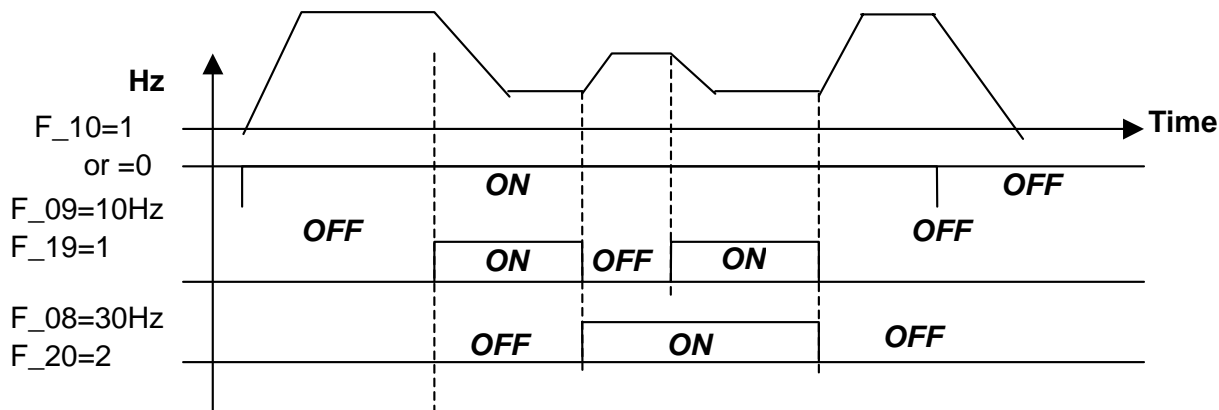 Hz
Time
F_10=1
or =0
ON
OFF
F_09=10Hz
OFF
OFF
F_19=1
ON
OFF
ON
F_08=30Hz
OFF
ON
OFF
F_20=2